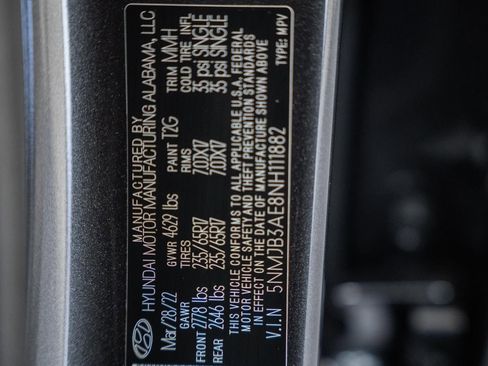 MANUFACTURED BY
HYUNDAI MOTOR MANUFACTURING ALABAMA, LLC
Mar/28/22 GVWR 4629 lbs PAINT T2G TRIM MMH
GAWR TIRES RIMS COLD TIRE INFL
FRONT 2778 lbs 235/65R17 7.0JX17 35 psi SINGLE
REAR 2646 lbs 235/65R17 7.0JX17 35 psi SINGLE
THIS VEHICLE CONFORMS TO ALL APPLICABLE U.S.A. FEDERAL
MOTOR VEHICLE SAFETY AND THEFT PREVENTION STANDARDS
IN EFFECT ON THE DATE OF MANUFACTURE SHOWN ABOVE
V.I.N 5NMJB3AE8NH111882 TYPE: MPV